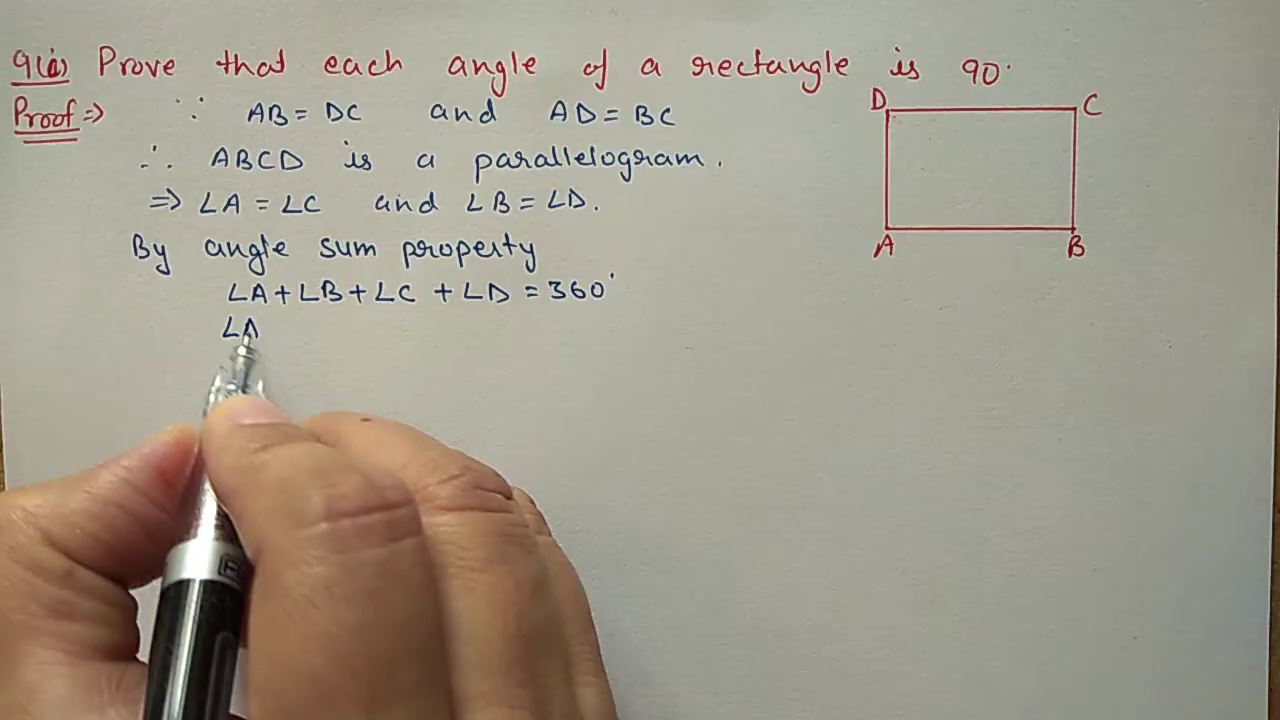 9(i) Prove that each angle of a rectangle is 90°
Proof ⇒ ∵ AB = DC and AD = BC
∴ ABCD is a parallelogram.
⇒ ∠A = ∠C and ∠B = ∠D.
By angle sum property
∠A + ∠B + ∠C + ∠D = 360°
∠A
D C
A B